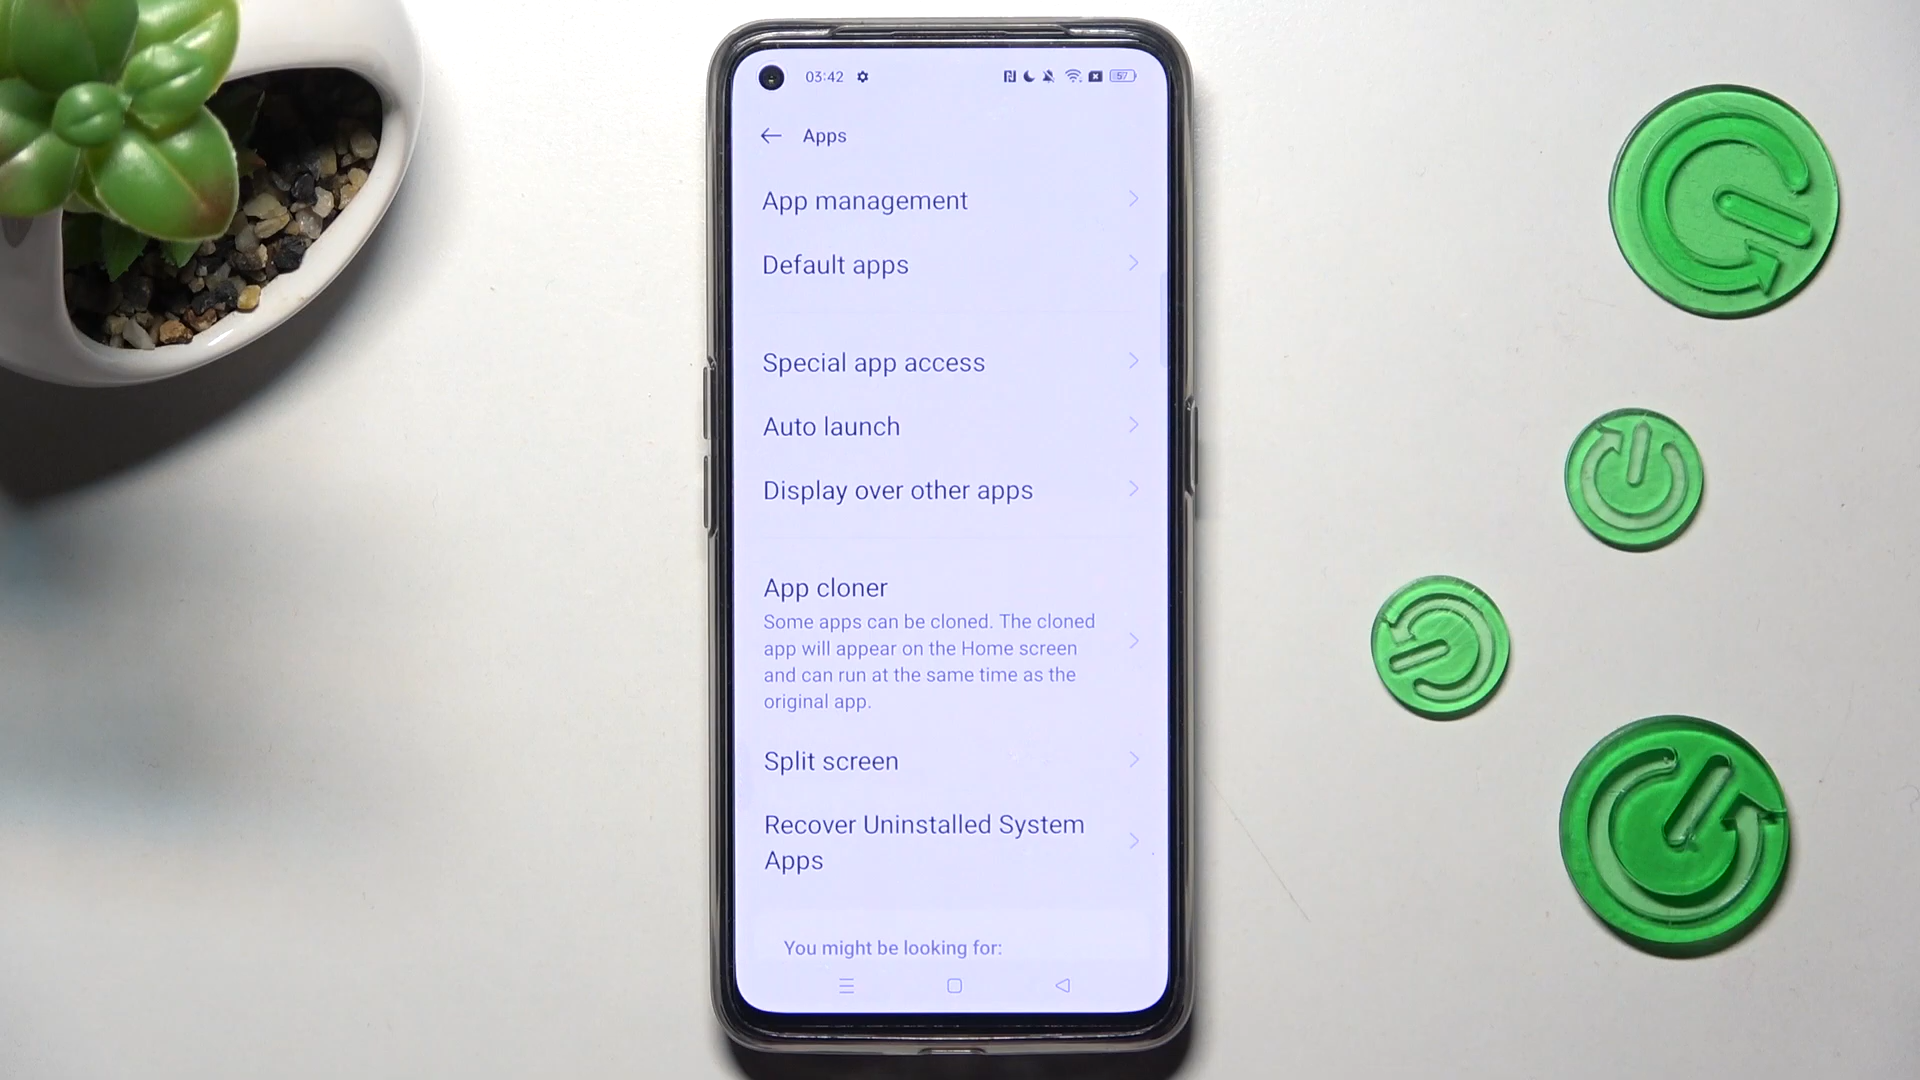 03:42
57
Apps
App management
Default apps
Special app access
Auto launch
Display over other apps
App cloner
Some apps can be cloned. The cloned
app will appear on the Home screen
and can run at the same time as the
original app.
Split screen
Recover Uninstalled System
Apps
You might be looking for: